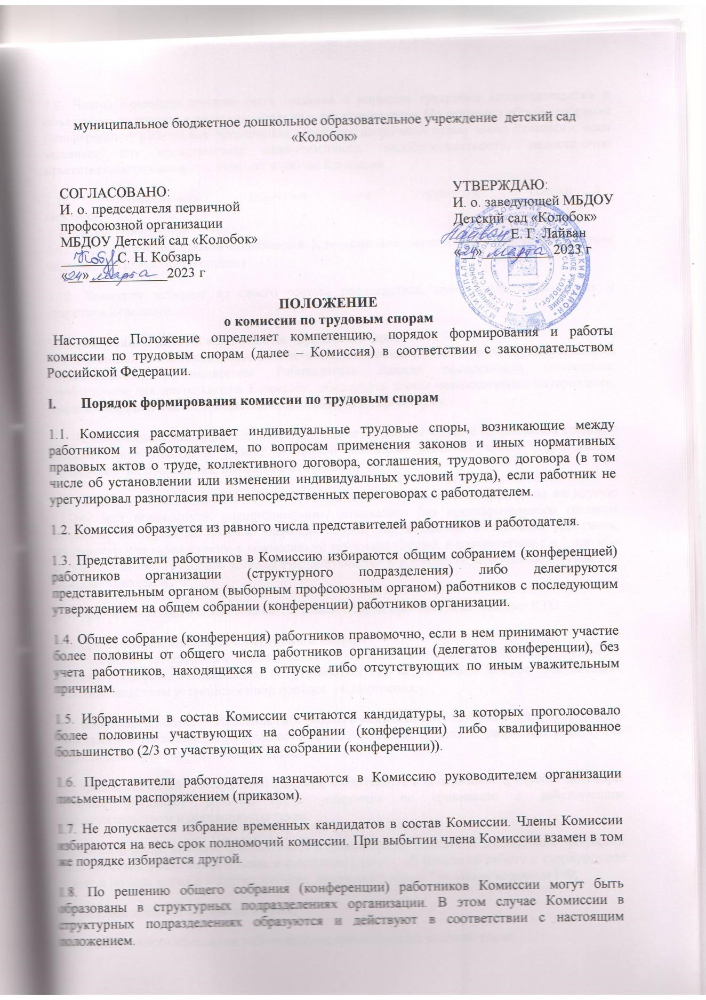 муниципальное бюджетное дошкольное образовательное учреждение детский сад
«Колобок»
СОГЛАСОВАНО:
И. о. председателя первичной
профсоюзной организации
МБДОУ Детский сад «Колобок»
С. Н. Кобзарь
«24» марта 2023 г
УТВЕРЖДАЮ:
И. о. заведующей МБДОУ
Детский сад «Колобок»
Лайван Е. Г. Лайван
«24» марта 2023 г
ПОЛОЖЕНИЕ
о комиссии по трудовым спорам
Настоящее Положение определяет компетенцию, порядок формирования и работы
комиссии по трудовым спорам (далее – Комиссия) в соответствии с законодательством
Российской Федерации.
I. Порядок формирования комиссии по трудовым спорам
1.1. Комиссия рассматривает индивидуальные трудовые споры, возникающие между
работником и работодателем, по вопросам применения законов и иных нормативных
правовых актов о труде, коллективного договора, соглашения, трудового договора (в том
числе об установлении или изменении индивидуальных условий труда), если работник не
урегулировал разногласия при непосредственных переговорах с работодателем.
1.2. Комиссия образуется из равного числа представителей работников и работодателя.
1.3. Представители работников в Комиссию избираются общим собранием (конференцией)
работников организации (структурного подразделения) либо делегируются
представительным органом (выборным профсоюзным органом) работников с последующим
утверждением на общем собрании (конференции) работников организации.
1.4. Общее собрание (конференция) работников правомочно, если в нем принимают участие
более половины от общего числа работников организации (делегатов конференции), без
учета работников, находящихся в отпуске либо отсутствующих по иным уважительным
причинам.
1.5. Избранными в состав Комиссии считаются кандидатуры, за которых проголосовало
более половины участвующих на собрании (конференции) либо квалифицированное
большинство (2/3 от участвующих на собрании (конференции)).
1.6. Представители работодателя назначаются в Комиссию руководителем организации
письменным распоряжением (приказом).
1.7. Не допускается избрание временных кандидатов в состав Комиссии. Члены Комиссии
избираются на весь срок полномочий комиссии. При выбытии члена Комиссии взамен в том
же порядке избирается другой.
1.8. По решению общего собрания (конференции) работников Комиссии могут быть
образованы в структурных подразделениях организации. В этом случае Комиссии в
структурных подразделениях образуются и действуют в соответствии с настоящим
положением.